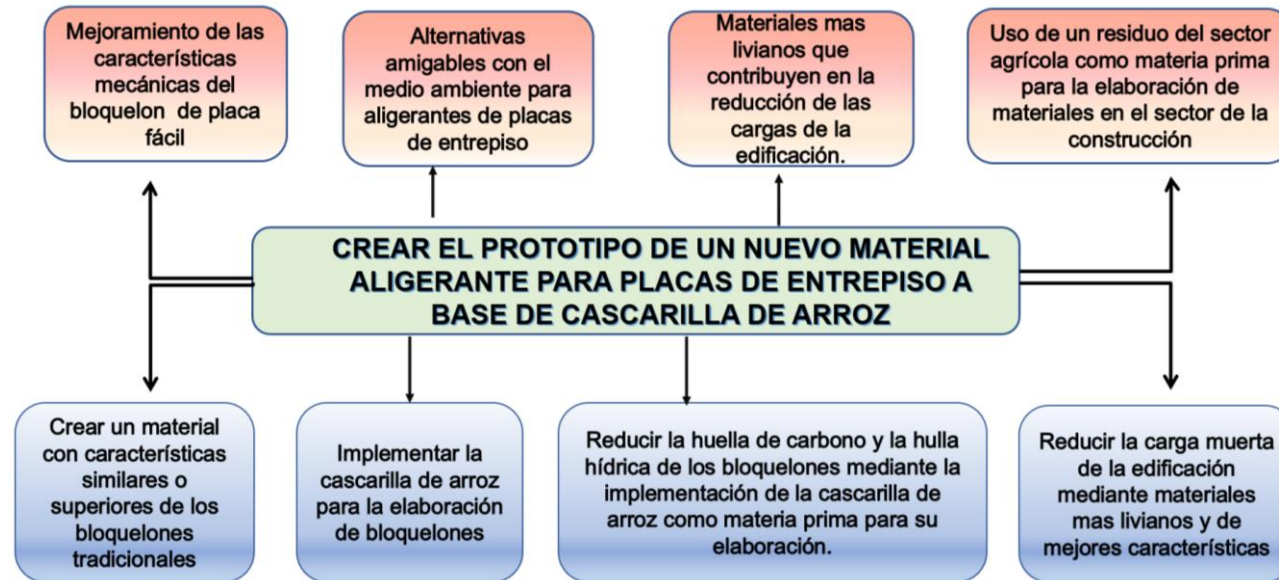 Mejoramiento de las
características
mecánicas del
bloquelon de placa
fácil
Alternativas
amigables con el
medio ambiente para
aligerantes de placas
de entrepiso
Materiales mas
livianos que
contribuyen en la
reducción de las
cargas de la
edificación.
Uso de un residuo del sector
agrícola como materia prima
para la elaboración de
materiales en el sector de la
construcción
CREAR EL PROTOTIPO DE UN NUEVO MATERIAL
ALIGERANTE PARA PLACAS DE ENTREPISO A
BASE DE CASCARILLA DE ARROZ
Crear un material
con características
similares o
superiores de los
bloquelones
tradicionales
Implementar la
cascarilla de arroz
para la elaboración
de bloquelones
Reducir la huella de carbono y la hulla
hídrica de los bloquelones mediante la
implementación de la cascarilla de
arroz como materia prima para su
elaboración.
Reducir la carga muerta
de la edificación
mediante materiales
mas livianos y de
mejores características